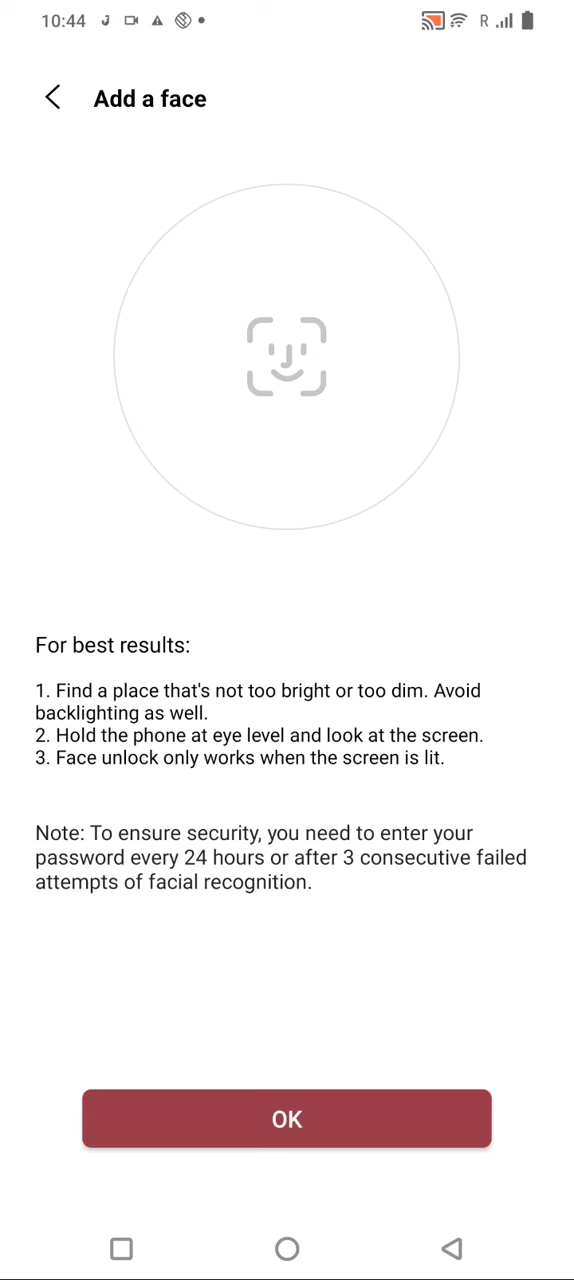 10:44
R
Add a face
For best results:
1. Find a place that's not too bright or too dim. Avoid
backlighting as well.
2. Hold the phone at eye level and look at the screen.
3. Face unlock only works when the screen is lit.
Note: To ensure security, you need to enter your
password every 24 hours or after 3 consecutive failed
attempts of facial recognition.
OK